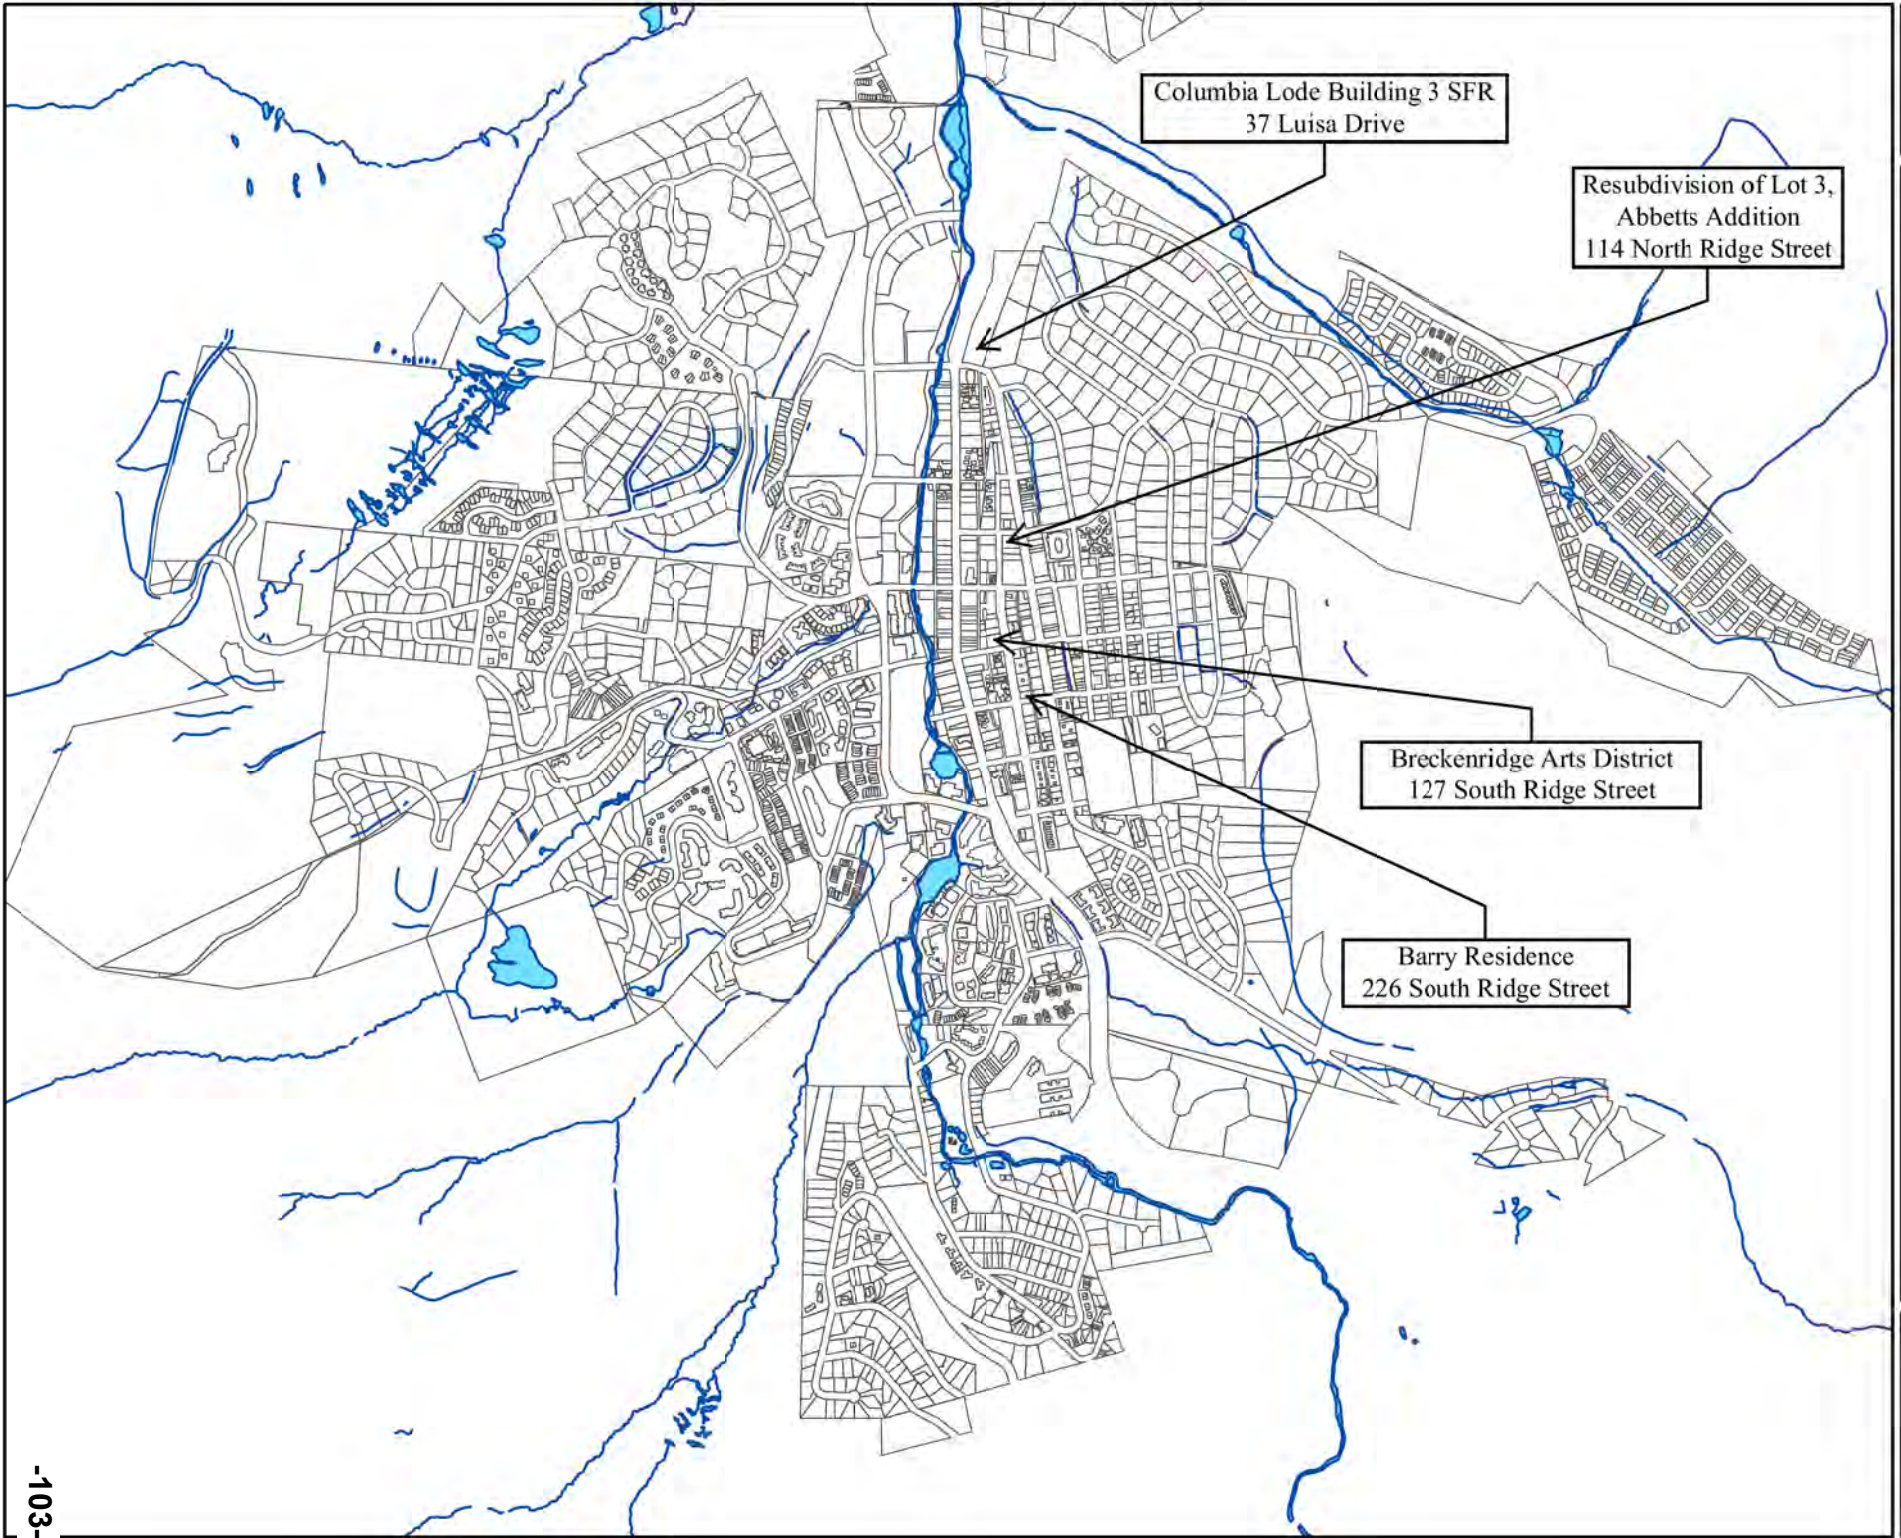 Columbia Lode Building 3 SFR
37 Luisa Drive
Resubdivision of Lot 3,
Abbetts Addition
114 North Ridge Street
Breckenridge Arts District
127 South Ridge Street
Barry Residence
226 South Ridge Street
-103-